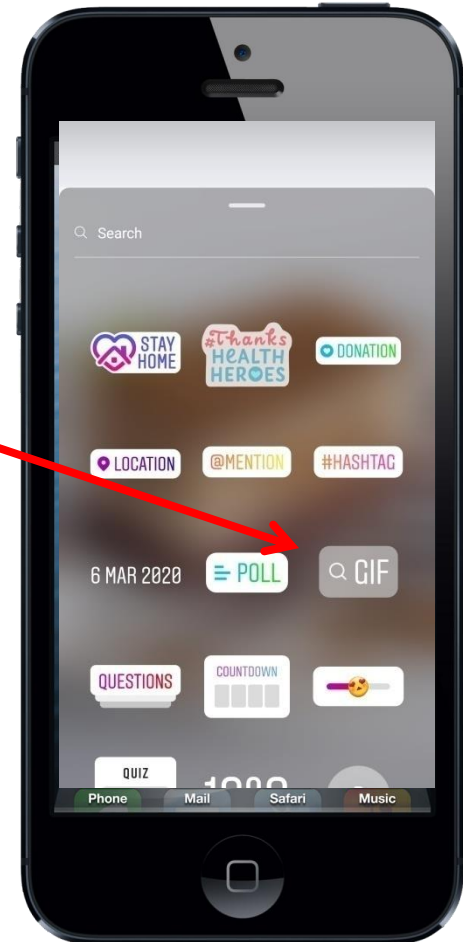 Search
STAY HOME
#Thanks HEALTH HEROES
DONATION
LOCATION
@MENTION
#HASHTAG
6 MAR 2020
POLL
GIF
QUESTIONS
COUNTDOWN
QUIZ
Phone Mail Safari Music